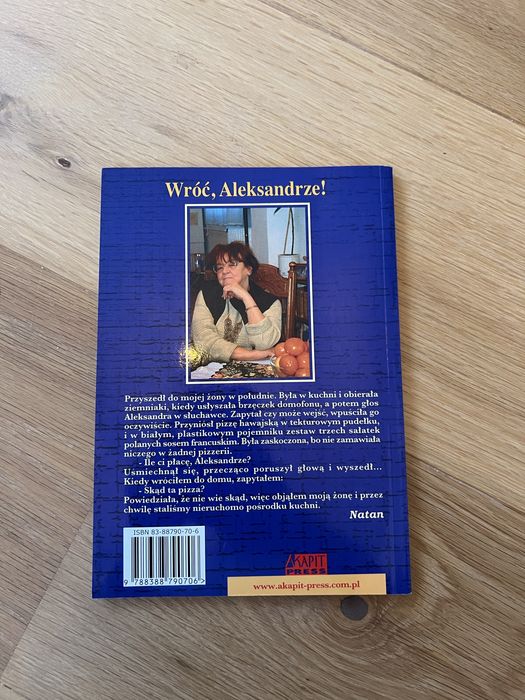 Wróć, Aleksandrze!
Przyszedł do mojej żony w południe. Była w kuchni i obierała
ziemniaki, kiedy usłyszała brzęczek domofonu, a potem głos
Aleksandra w słuchawce. Zapytał czy może wejść, wpuściła go
oczywiście. Przyniósł pizzę hawajską w tekturowym pudełku,
i w białym, plastikowym pojemniku zestaw trzech sałatek
polanych sosem francuskim. Była zaskoczona, bo nie zamawiała
niczego w żadnej pizzerii.
- Ile ci płacę, Aleksandrze?
Uśmiechnął się, przecząco poruszył głową i wyszedł...
Kiedy wróciłem do domu, zapytałem:
- Skąd ta pizza?
Powiedziała, że nie wie skąd, więc objąłem moją żonę i przez
chwilę staliśmy nieruchomo pośrodku kuchni.
Natan
ISBN 83-88790-70-6
9 788388 790706>
AKAPIT
PRESS
www.akapit-press.com.pl